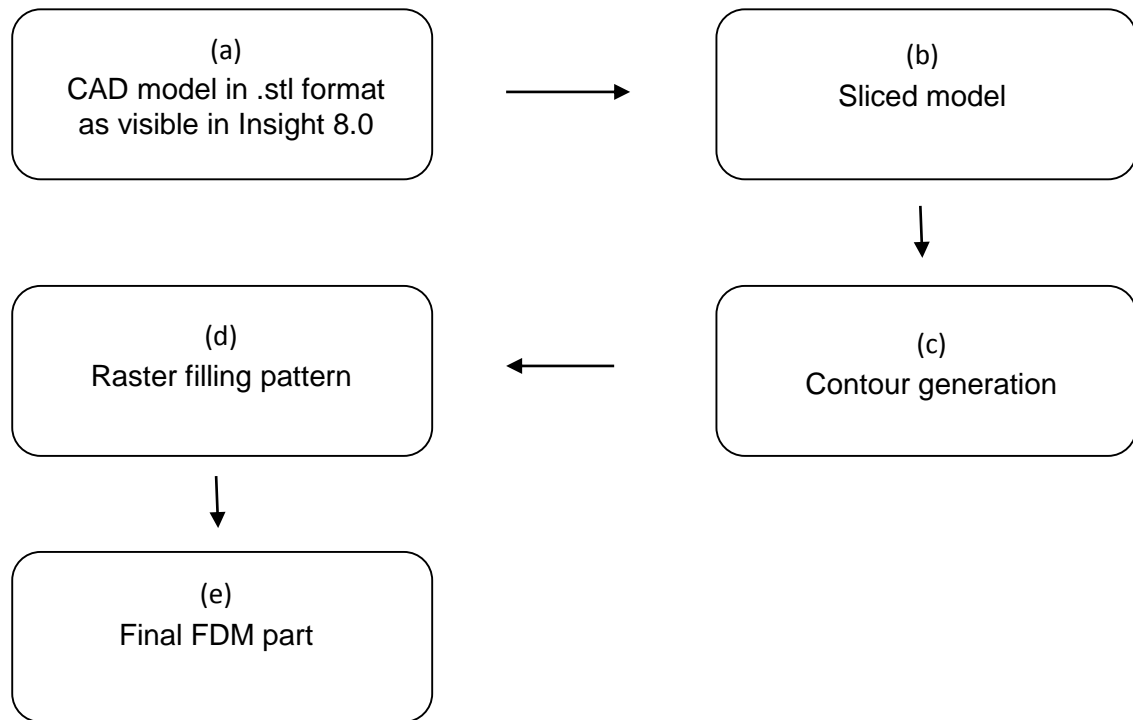 (a)
CAD model in .stl format
as visible in Insight 8.0
(b)
Sliced model
(c)
Contour generation
(d)
Raster filling pattern
(e)
Final FDM part